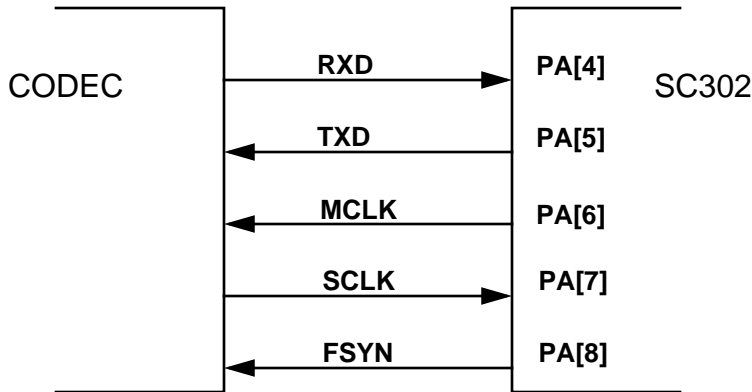 RXD PA[4]
CODEC SC302
TXD PA[5]
MCLK PA[6]
SCLK PA[7]
FSYN PA[8]